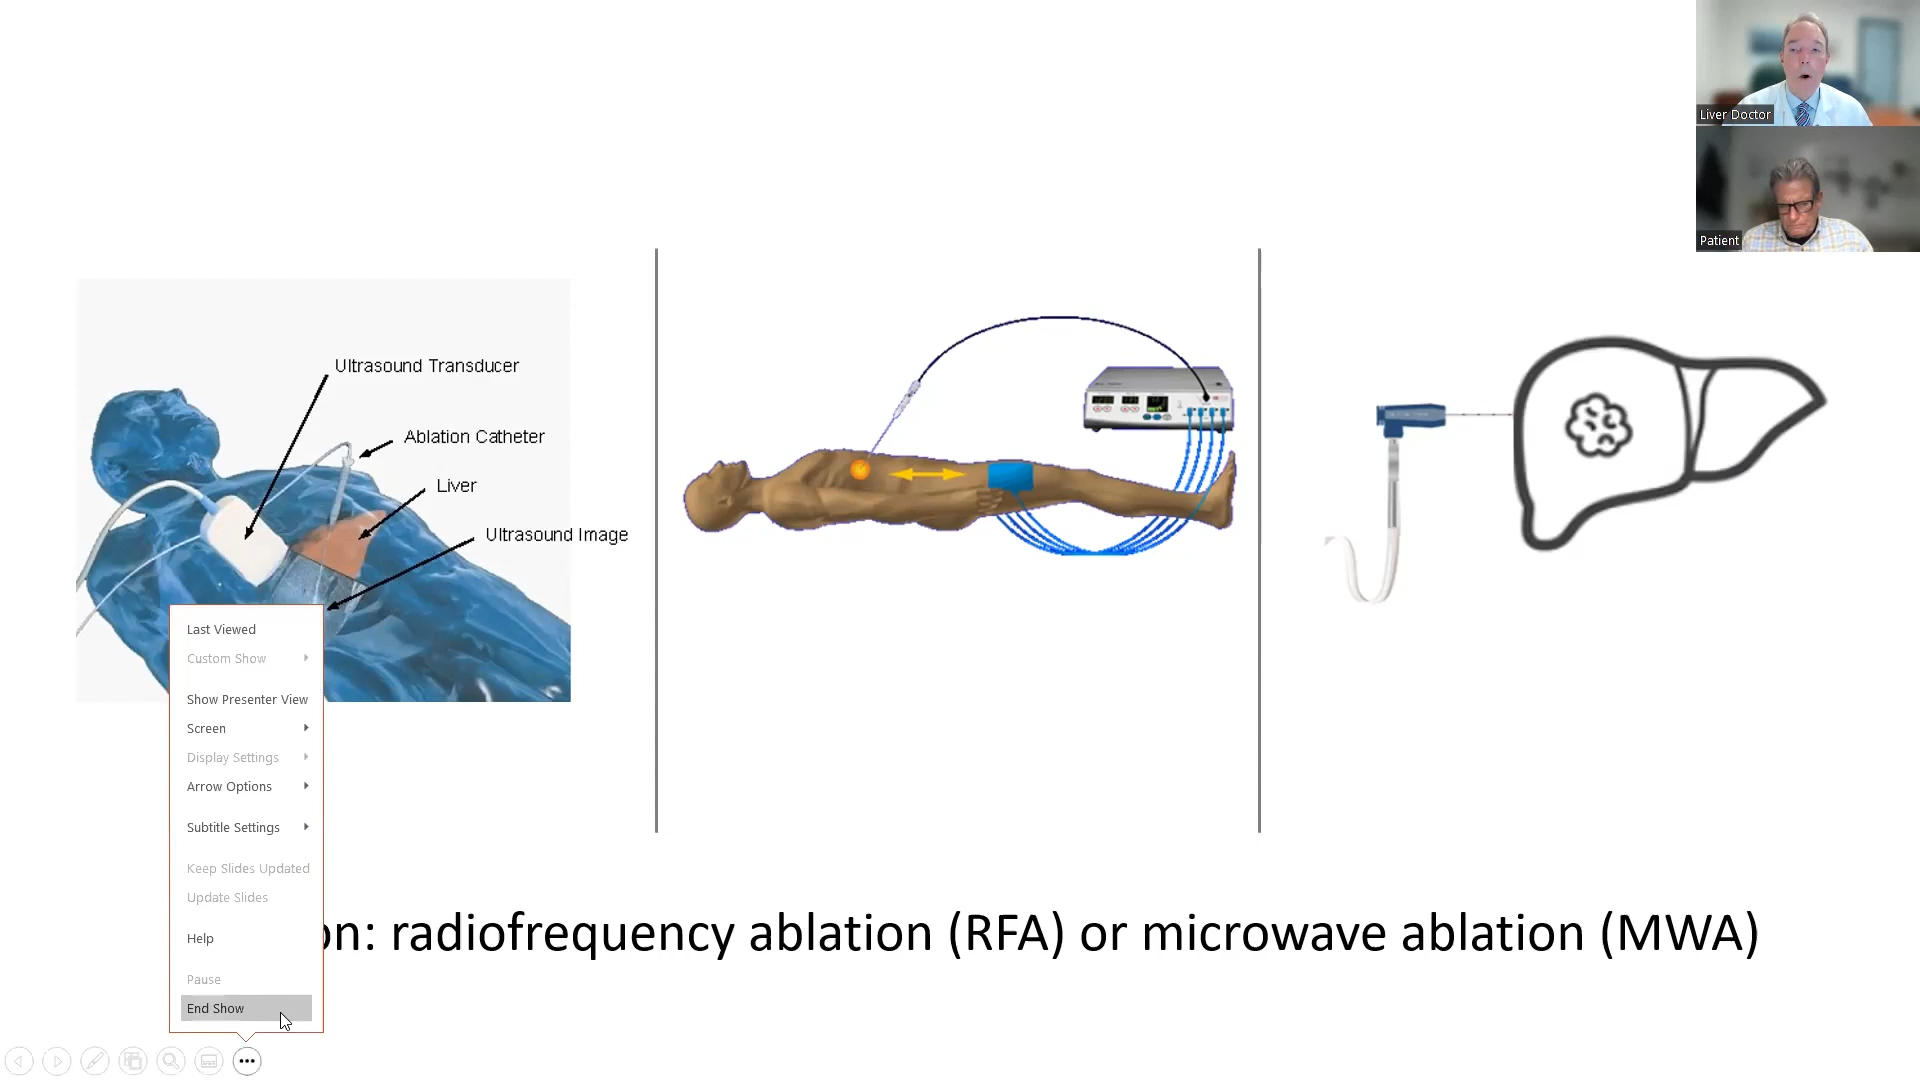 Liver Doctor
Patient
Ultrasound Transducer
Ablation Catheter
Liver
Ultrasound Image
Last Viewed
Custom Show
Show Presenter View
Screen
Display Settings
Arrow Options
Subtitle Settings
Keep Slides Updated
Update Slides
Help
Pause
End Show
on: radiofrequency ablation (RFA) or microwave ablation (MWA)